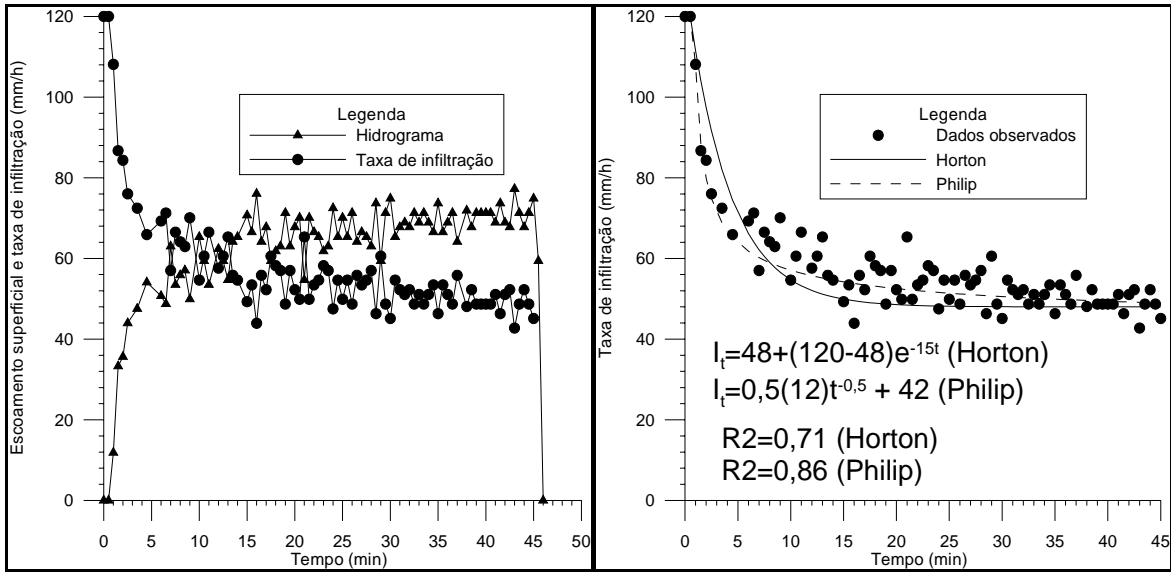 Escoamento superficial e taxa de infiltração (mm/h)
120
100
80
60
40
20
0
Legenda
Hidrograma
Taxa de infiltração
0 5 10 15 20 25 30 35 40 45 50
Tempo (min)
Taxa de infiltração (mm/h)
120
100
80
60
40
20
0
Legenda
Dados observados
Horton
Philip
I_t=48+(120-48)e^-15t (Horton)
I_t=0,5(12)t^-0,5 + 42 (Philip)
R2=0,71 (Horton)
R2=0,86 (Philip)
0 5 10 15 20 25 30 35 40 45
Tempo (min)